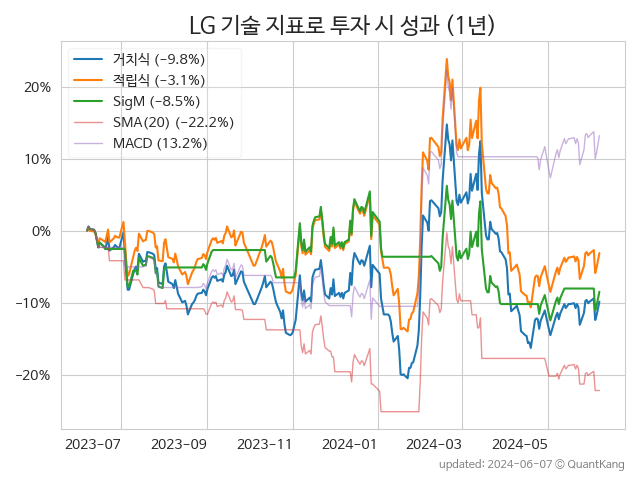 LG 기술 지표로 투자 시 성과 (1년)
거치식 (−9.8%)
적립식 (−3.1%)
SigM (−8.5%)
SMA(20) (−22.2%)
MACD (13.2%)
20%
10%
0%
−10%
−20%
2023-07 2023-09 2023-11 2024-01 2024-03 2024-05
updated: 2024-06-07 ⓒ QuantKang